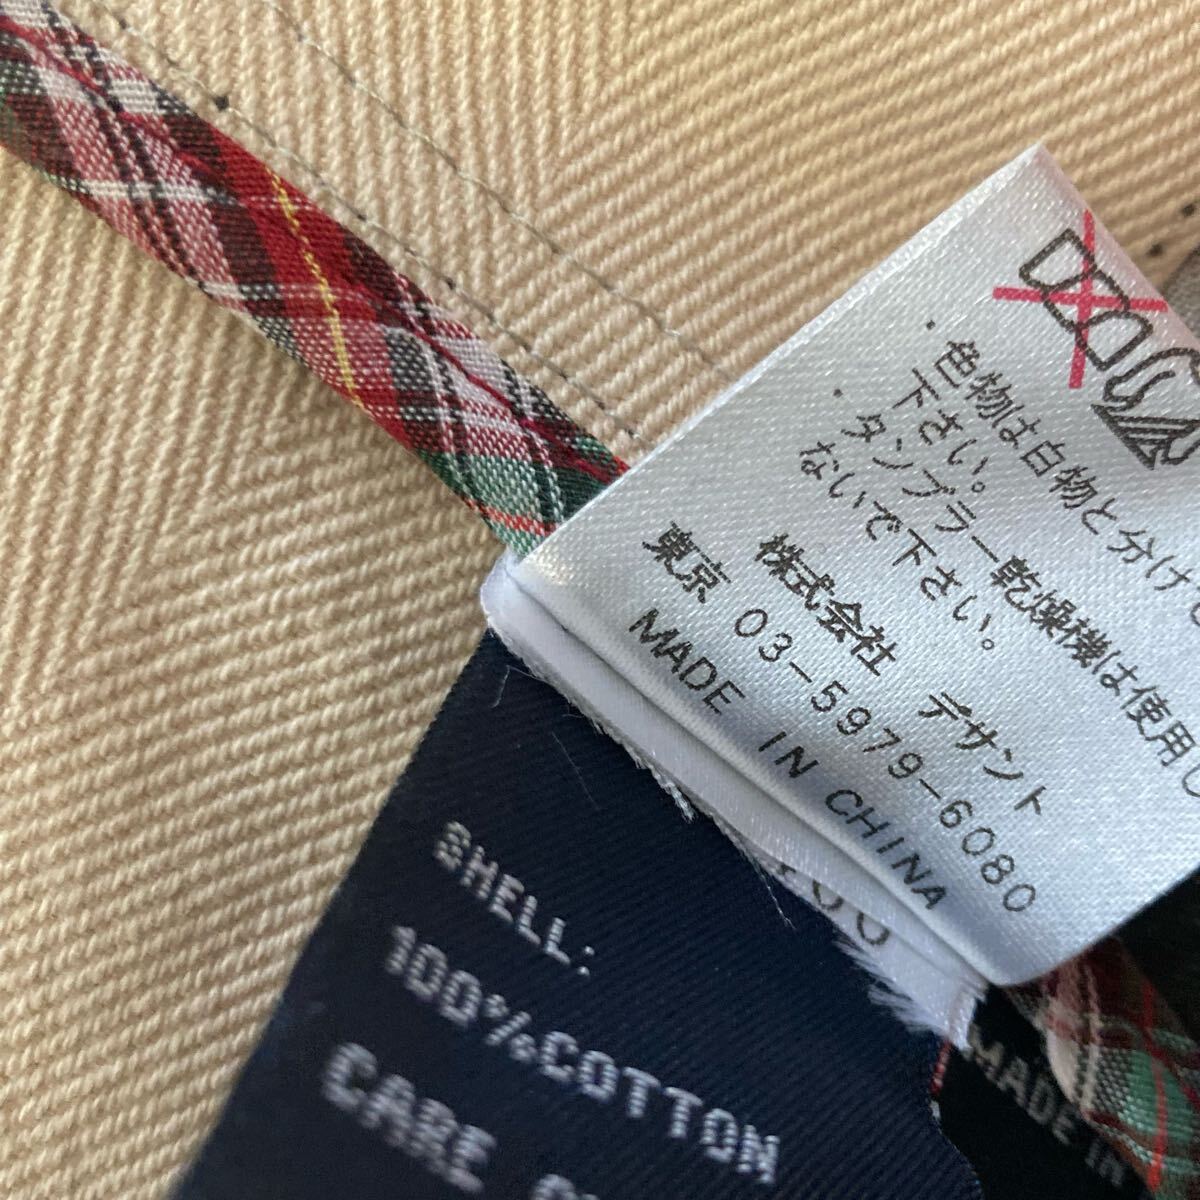 ・色物は白物と分け
下さい。
・タンブラー乾燥機は使用し
ないで下さい。
株式会社 デサント
東京 03-5979-6080
MADE IN CHINA
SHELL:
100%COTTON
CARE
MADE IN